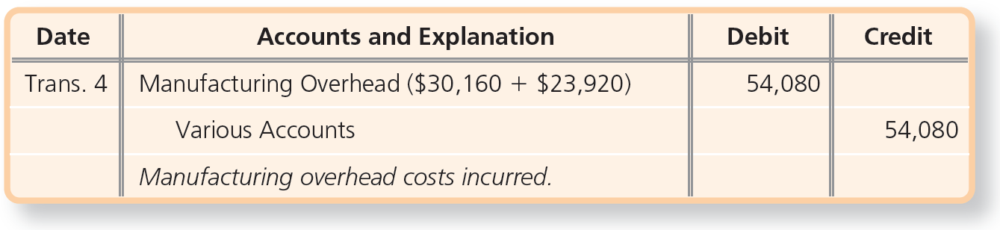 Date Accounts and Explanation Debit Credit
Trans. 4 Manufacturing Overhead ($30,160 + $23,920) 54,080
Various Accounts 54,080
Manufacturing overhead costs incurred.